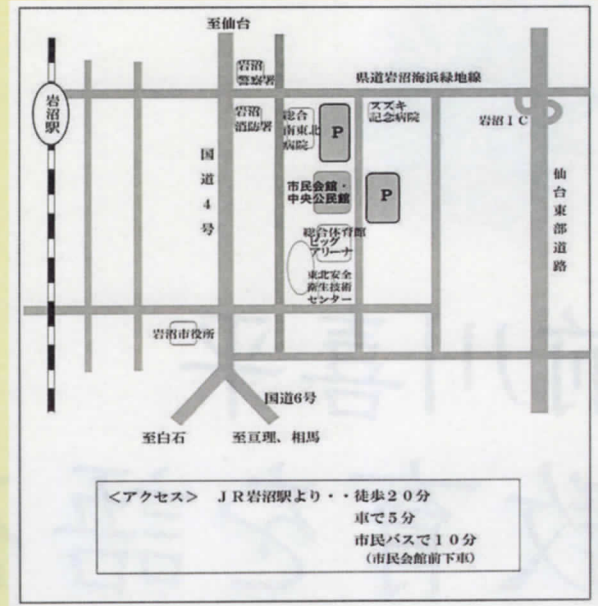 至仙台
岩沼
警察署
県道岩沼海浜緑地線
岩沼駅
岩沼
消防署
総合
南東北
病院
P
スズキ
記念病院
岩沼IC
国道4号
市民会館・
中央公民館
P
仙台東部道路
総合体育館
ビッグ
アリーナ
東北安全
衛生技術
センター
岩沼市役所
国道6号
至白石
至亘理、相馬
<アクセス> JR岩沼駅より・・徒歩20分
車で5分
市民バスで10分
(市民会館前下車)